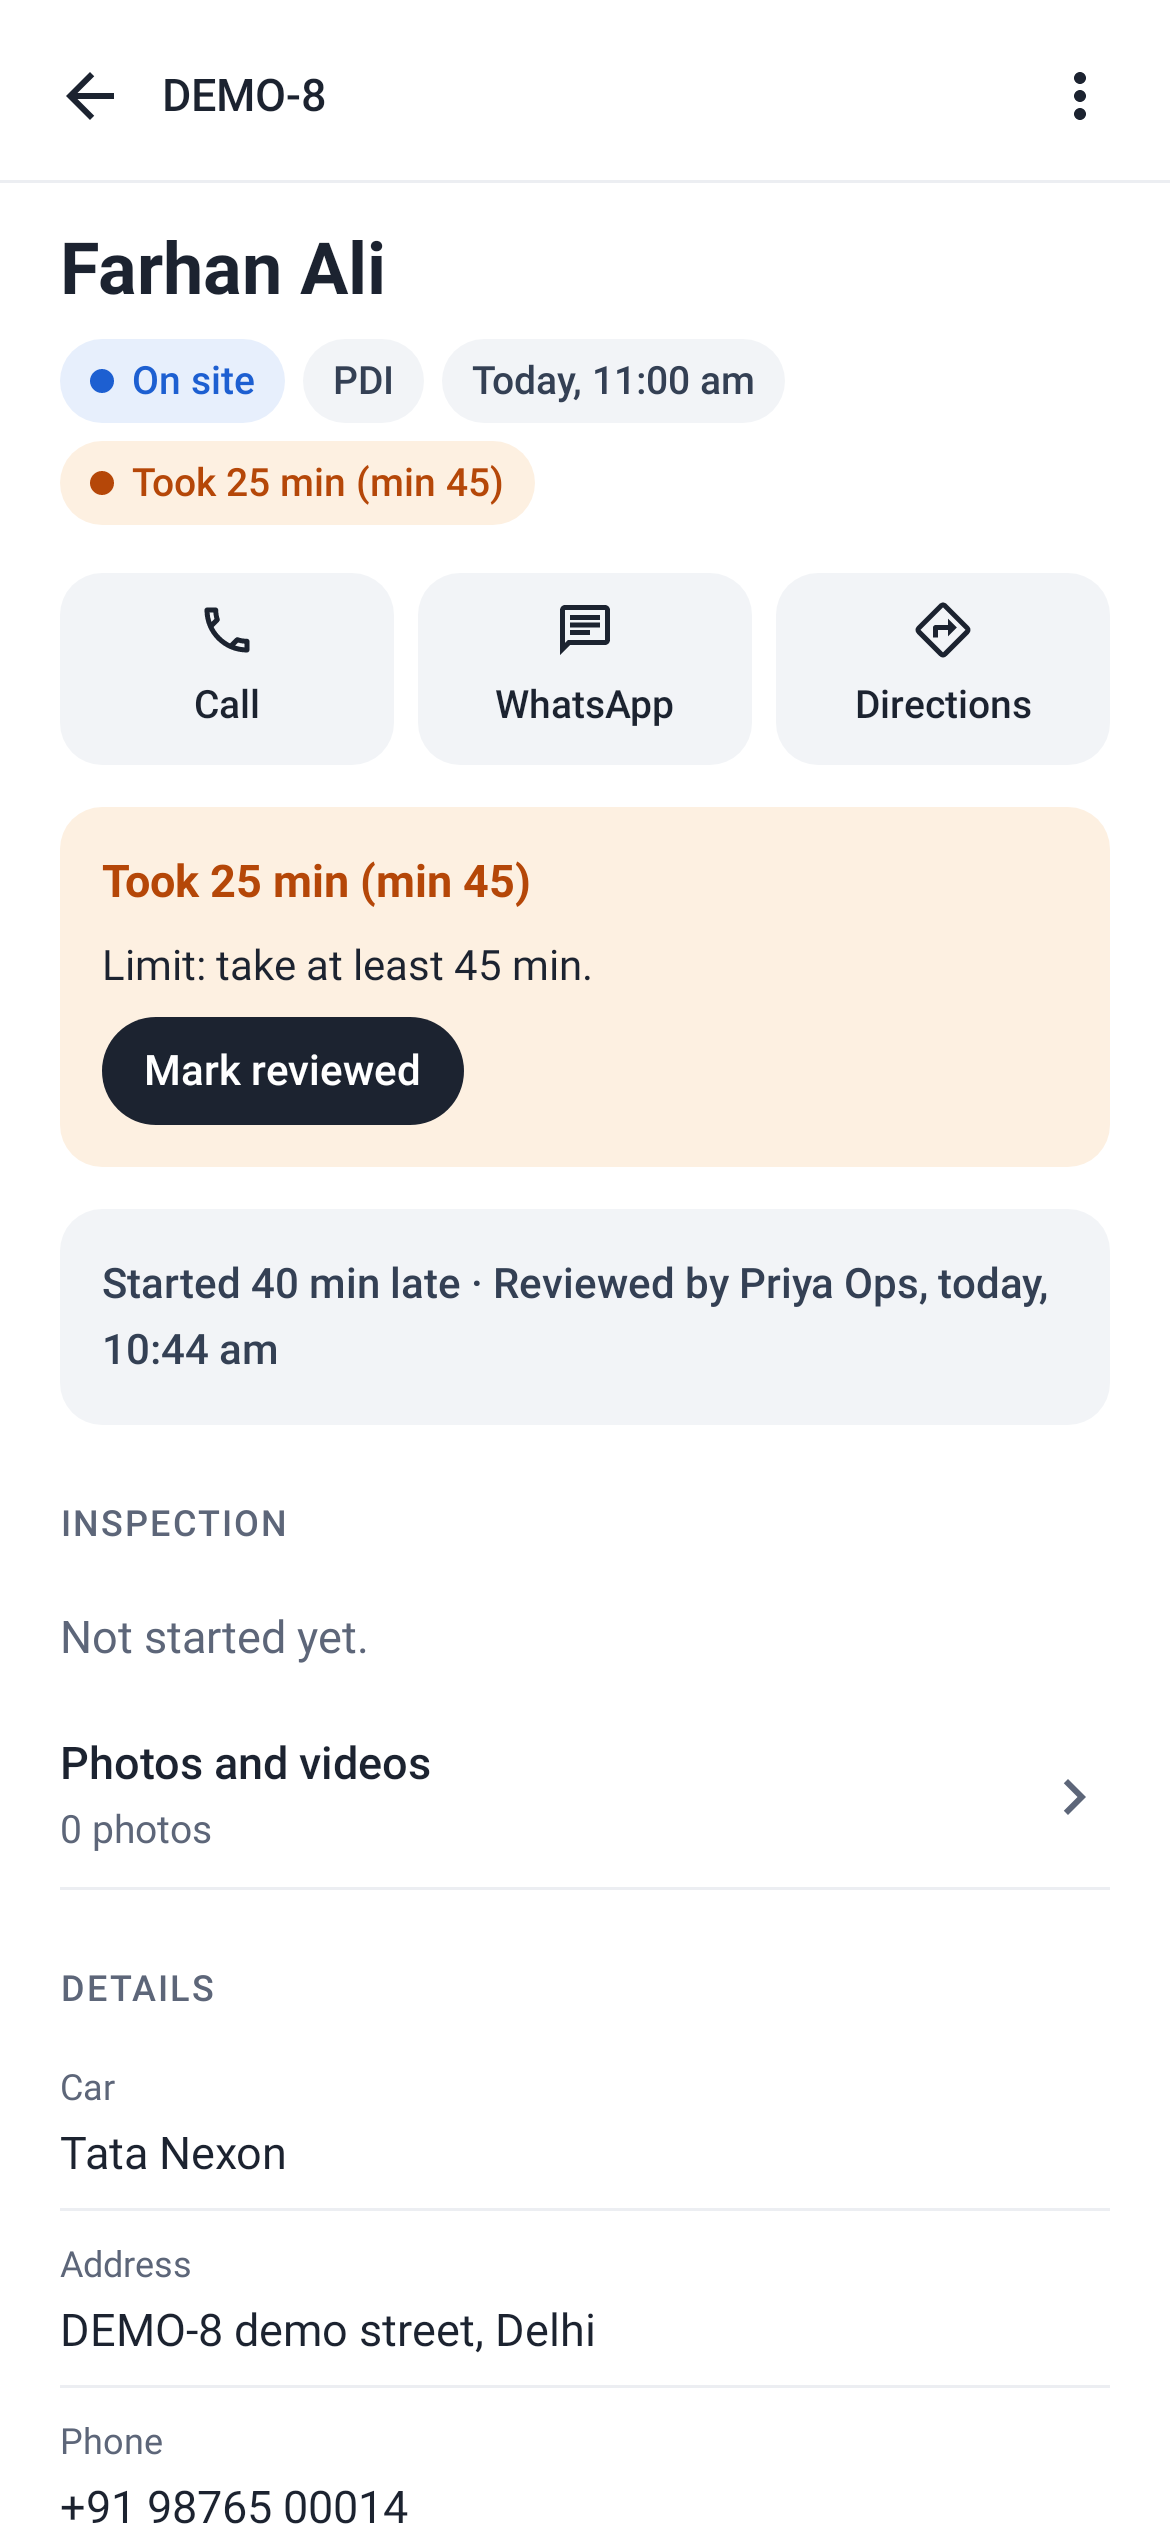 DEMO-8
Farhan Ali
On site
PDI
Today, 11:00 am
Took 25 min (min 45)
Call
WhatsApp
Directions
Took 25 min (min 45)
Limit: take at least 45 min.
Mark reviewed
Started 40 min late · Reviewed by Priya Ops, today,
10:44 am
INSPECTION
Not started yet.
Photos and videos
0 photos
DETAILS
Car
Tata Nexon
Address
DEMO-8 demo street, Delhi
Phone
+91 98765 00014